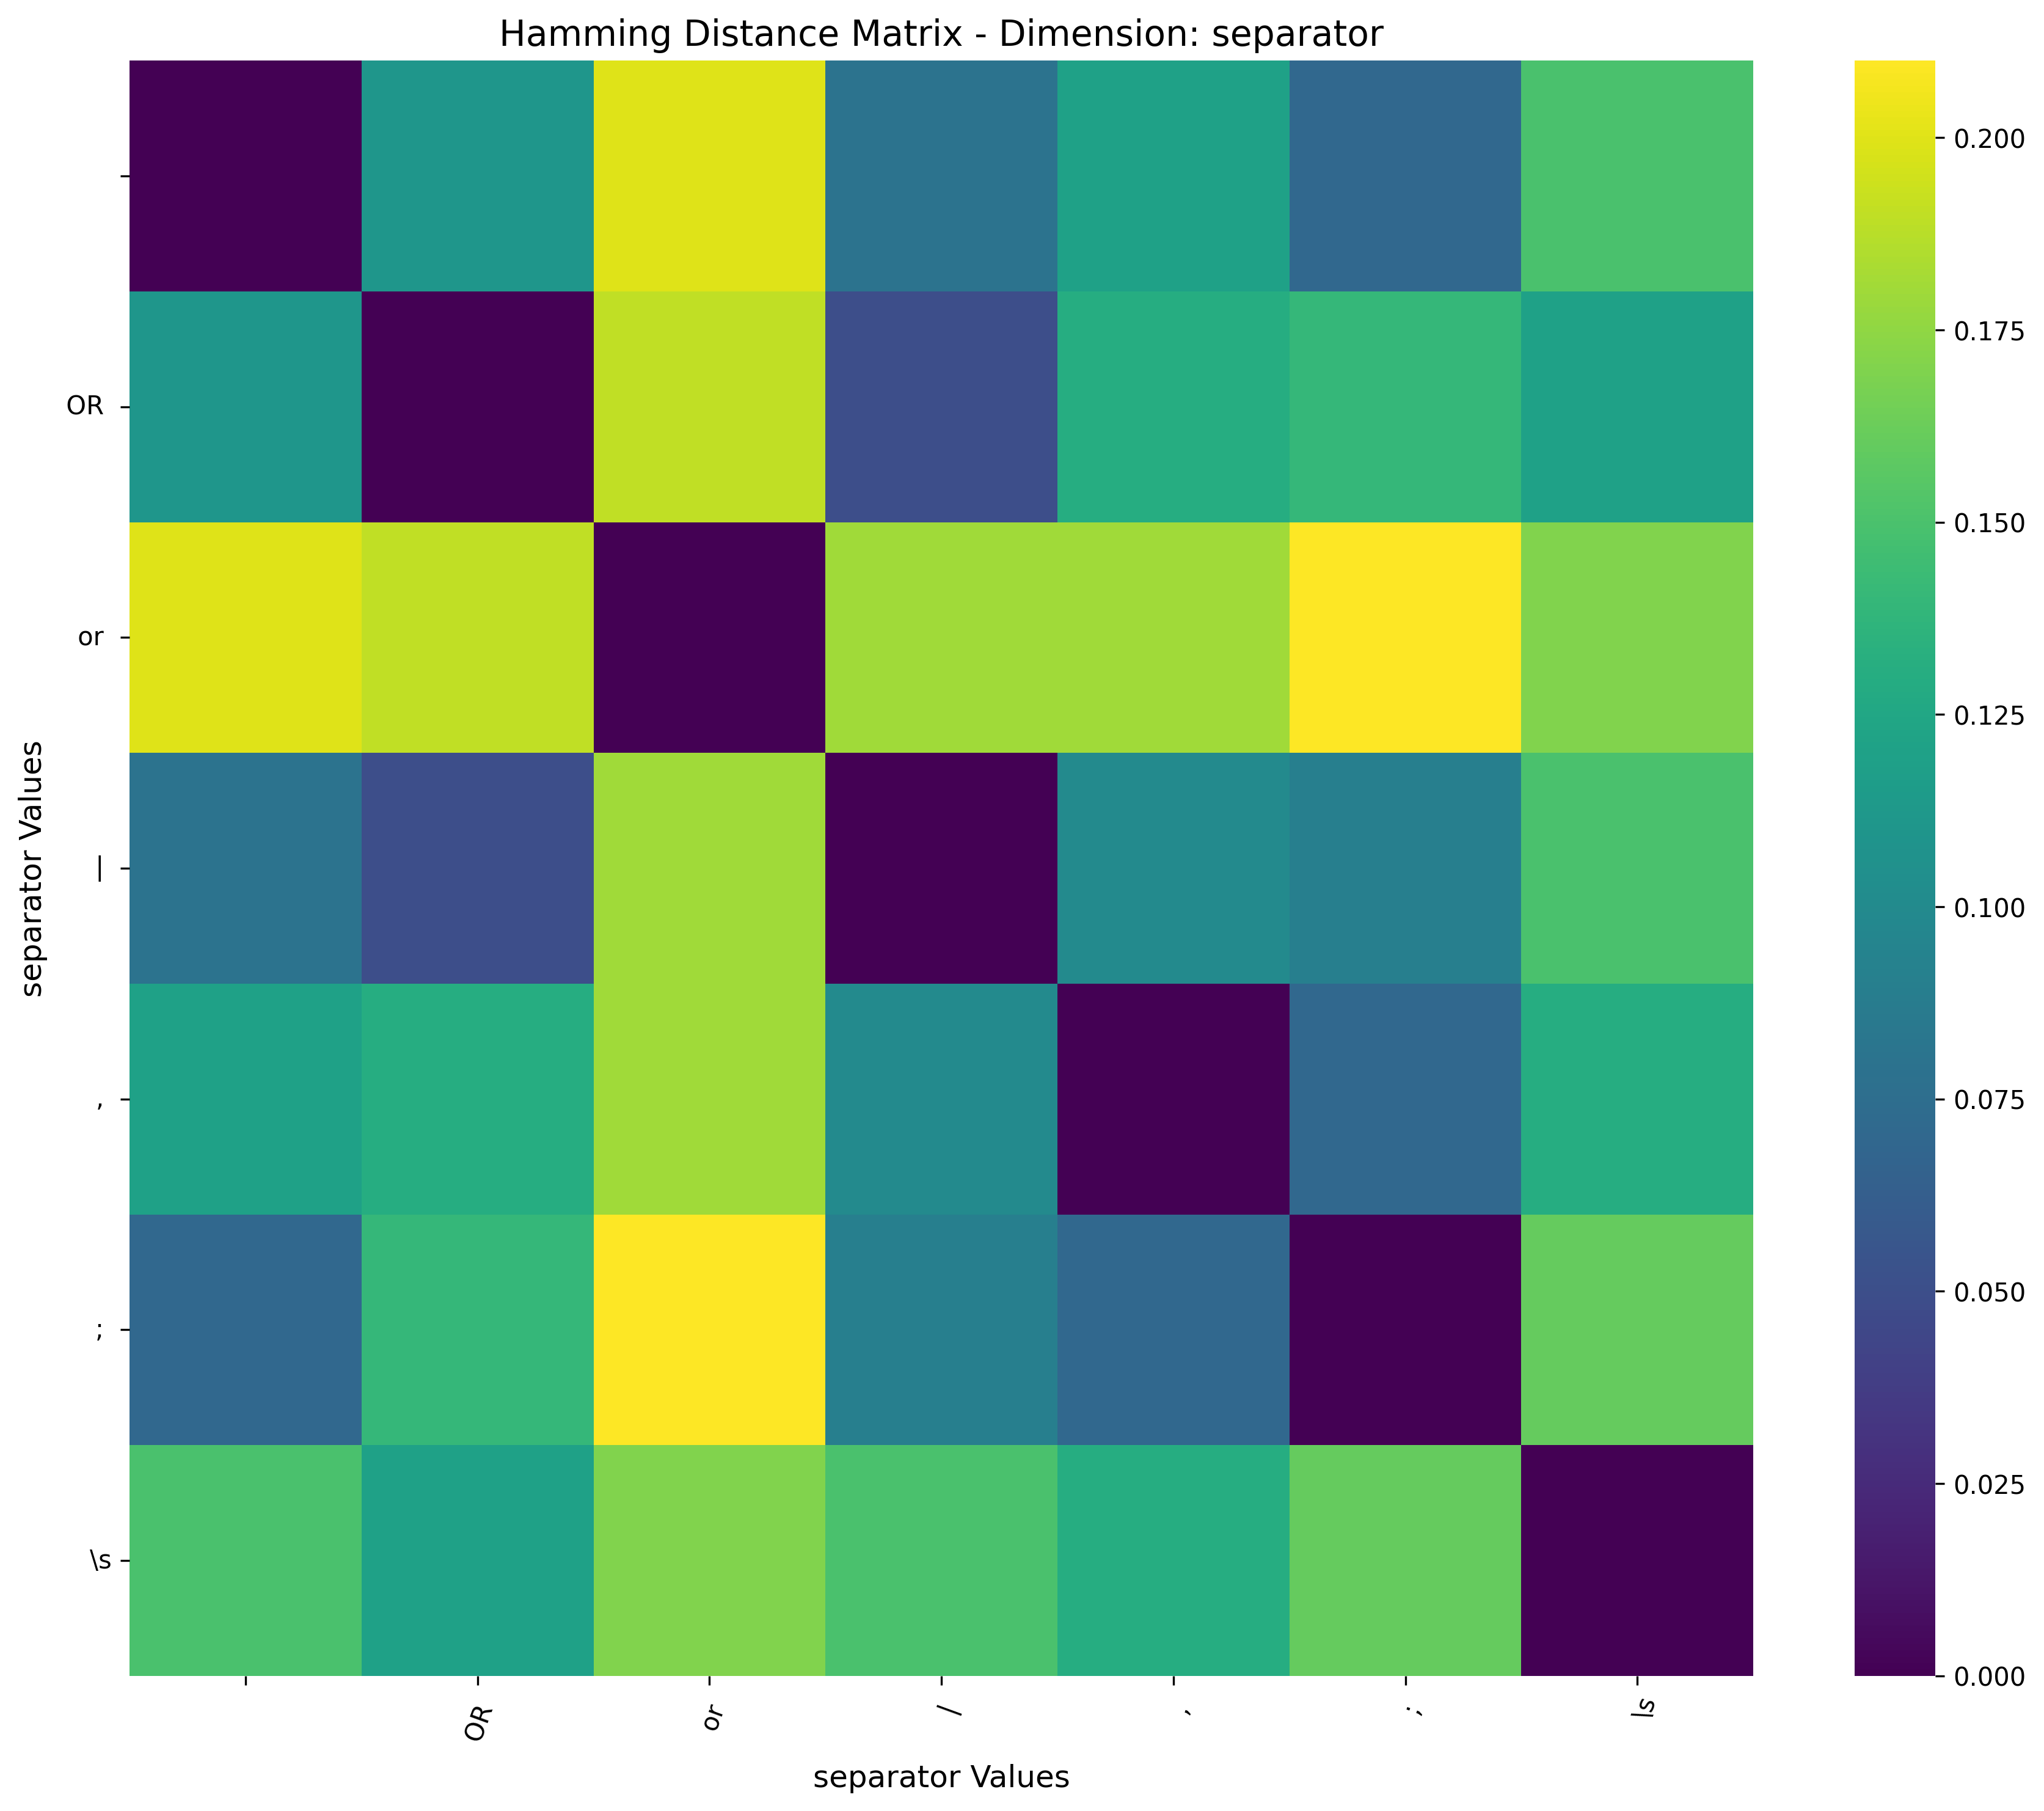 Hamming Distance Matrix - Dimension: separator
separator Values
OR
or
|
,
;
\s
OR
or
|
,
;
\s
separator Values
0.200
0.175
0.150
0.125
0.100
0.075
0.050
0.025
0.000